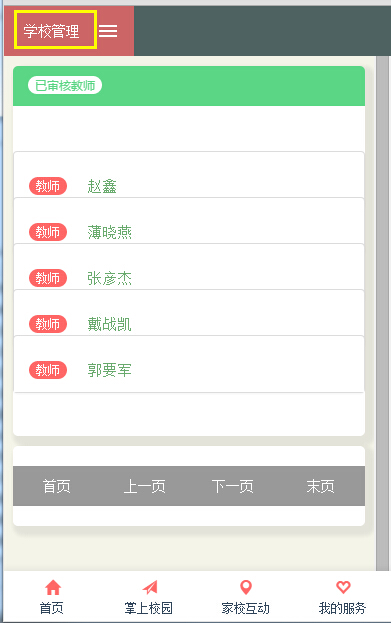 学校管理
已审核教师
教师 赵鑫
教师 薄晓燕
教师 张彦杰
教师 戴战凯
教师 郭要军
首页 上一页 下一页 末页
首页 掌上校园 家校互动 我的服务